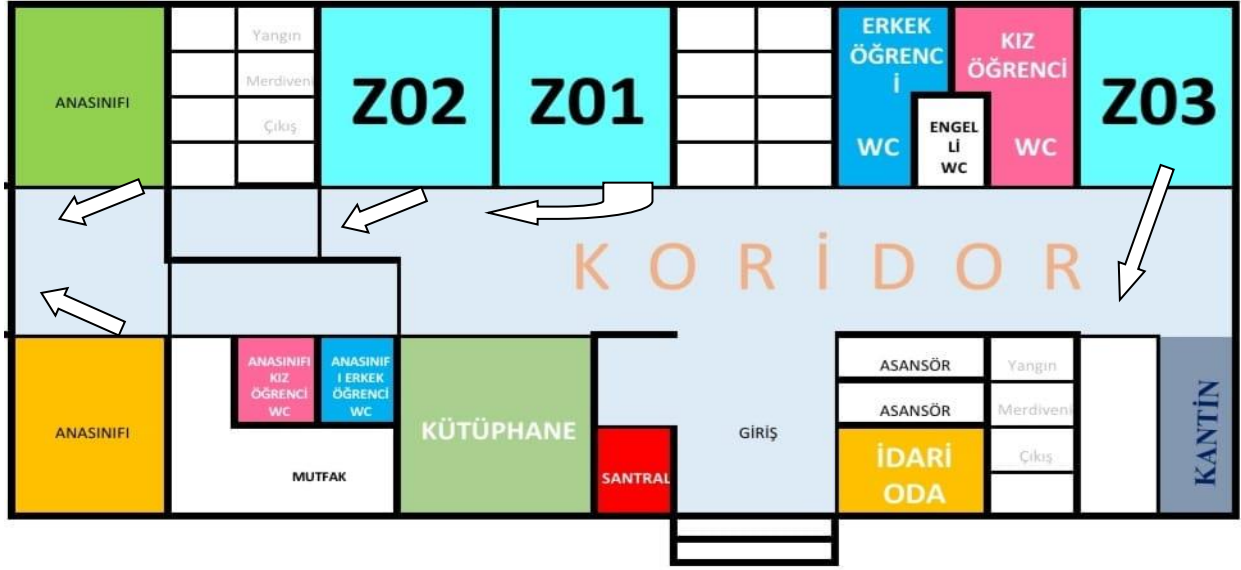 ANASINIFI
Yangın
Merdiveni
Çıkış
Z02
Z01
ERKEK
ÖĞRENC
İ
WC
ENGEL
Lİ
WC
KIZ
ÖĞRENCİ
WC
Z03
KORİDOR
ANASINIFI
ANASINIFI
KIZ
ÖĞRENCİ
WC
ANASINIF
I ERKEK
ÖĞRENCİ
WC
MUTFAK
KÜTÜPHANE
SANTRAL
GİRİŞ
ASANSÖR
ASANSÖR
İDARİ
ODA
Yangın
Merdiveni
Çıkış
KANTİN